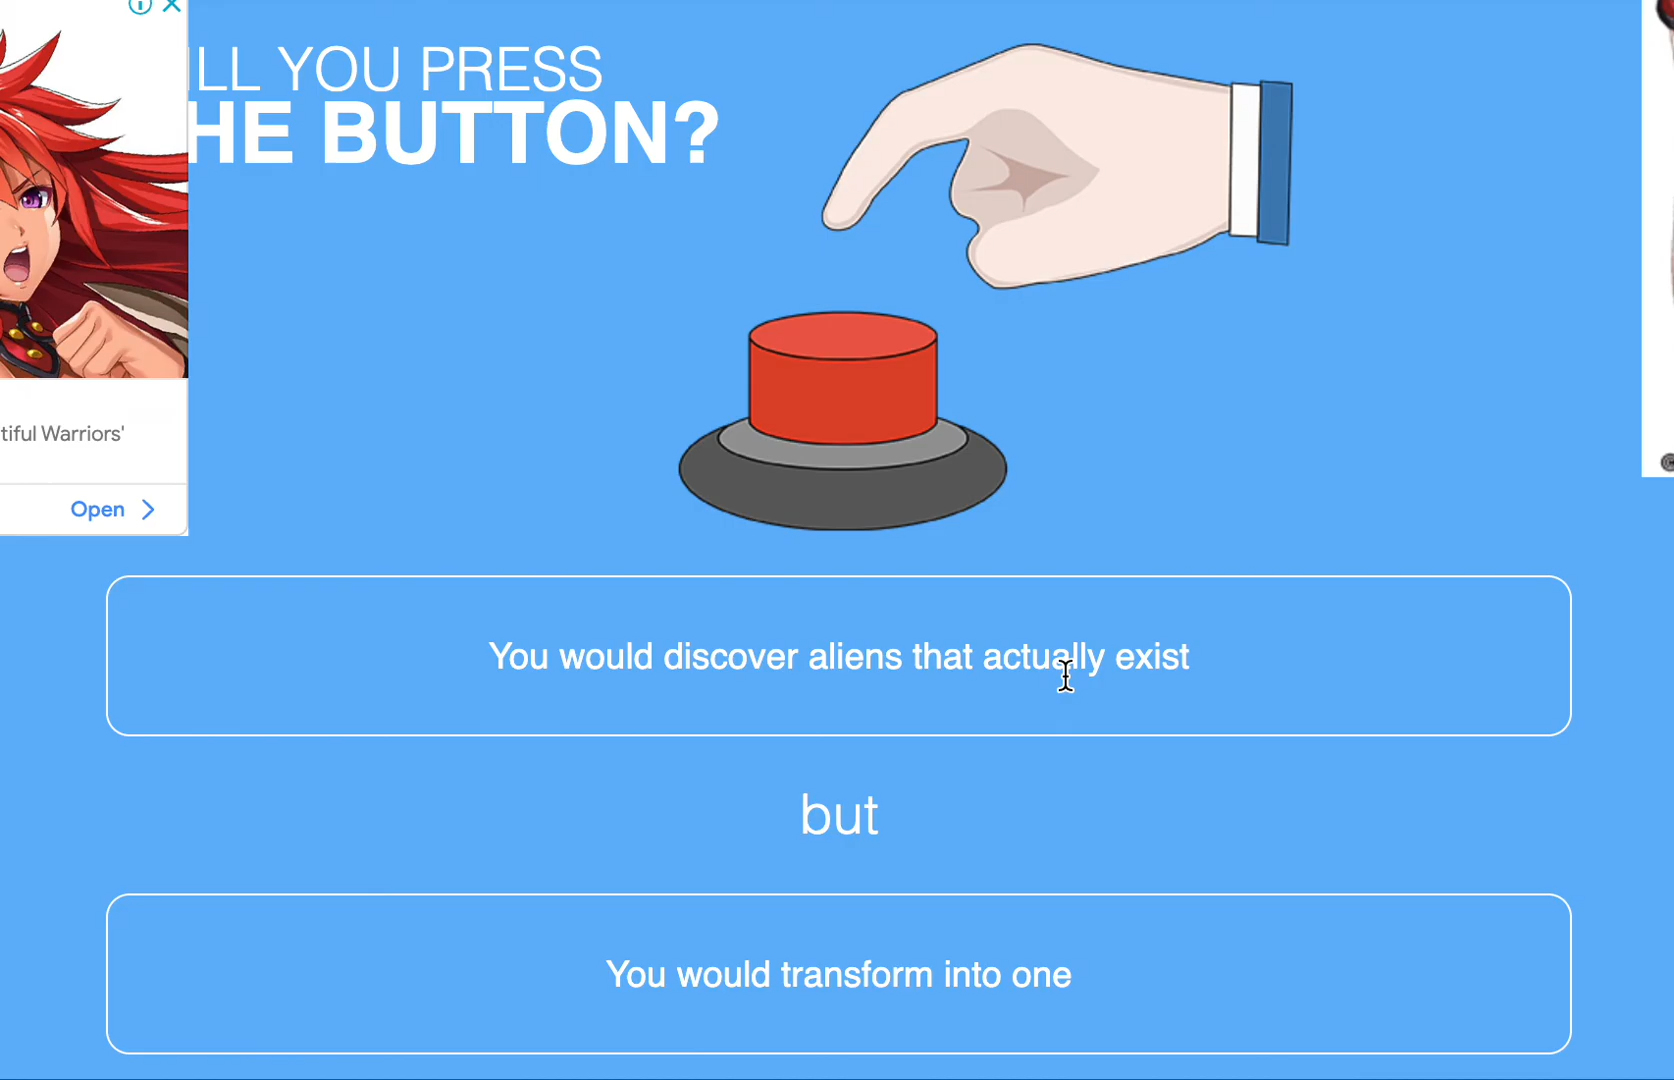 ILL YOU PRESS
HE BUTTON?
tiful Warriors'
Open
You would discover aliens that actually exist
but
You would transform into one